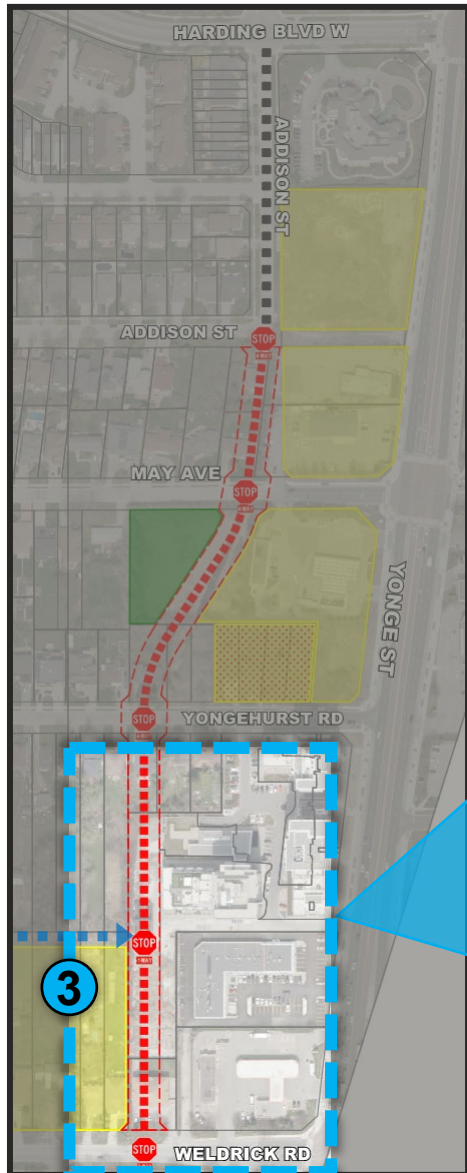 HARDING BLVD W
ADDISON ST
ADDISON ST
STOP
MAY AVE
STOP
YONGE ST
STOP
YONGEHURST RD
STOP
3
STOP
WELDRICK RD